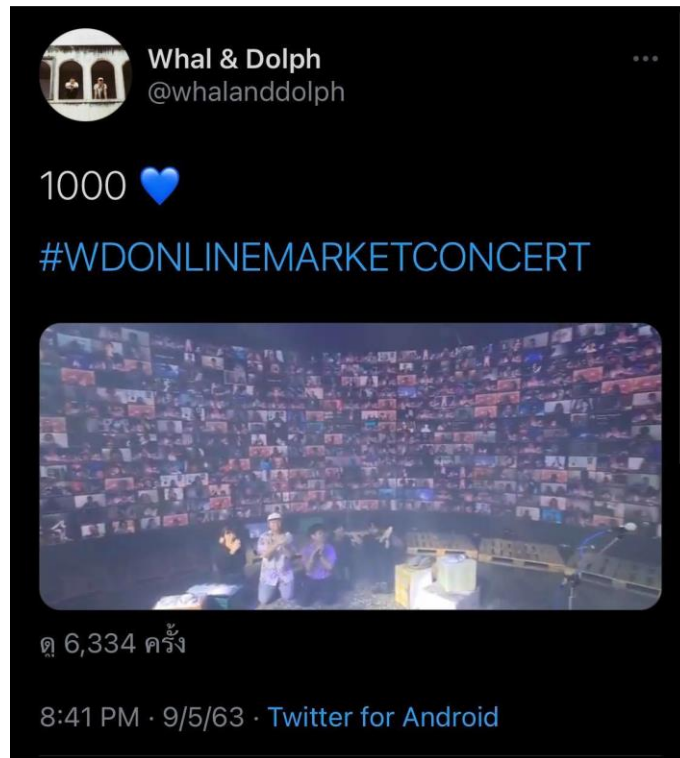 Whal & Dolph
@whalanddolph
1000 💙
#WDONLINEMARKETCONCERT
ดู 6,334 ครั้ง
8:41 PM · 9/5/63 · Twitter for Android